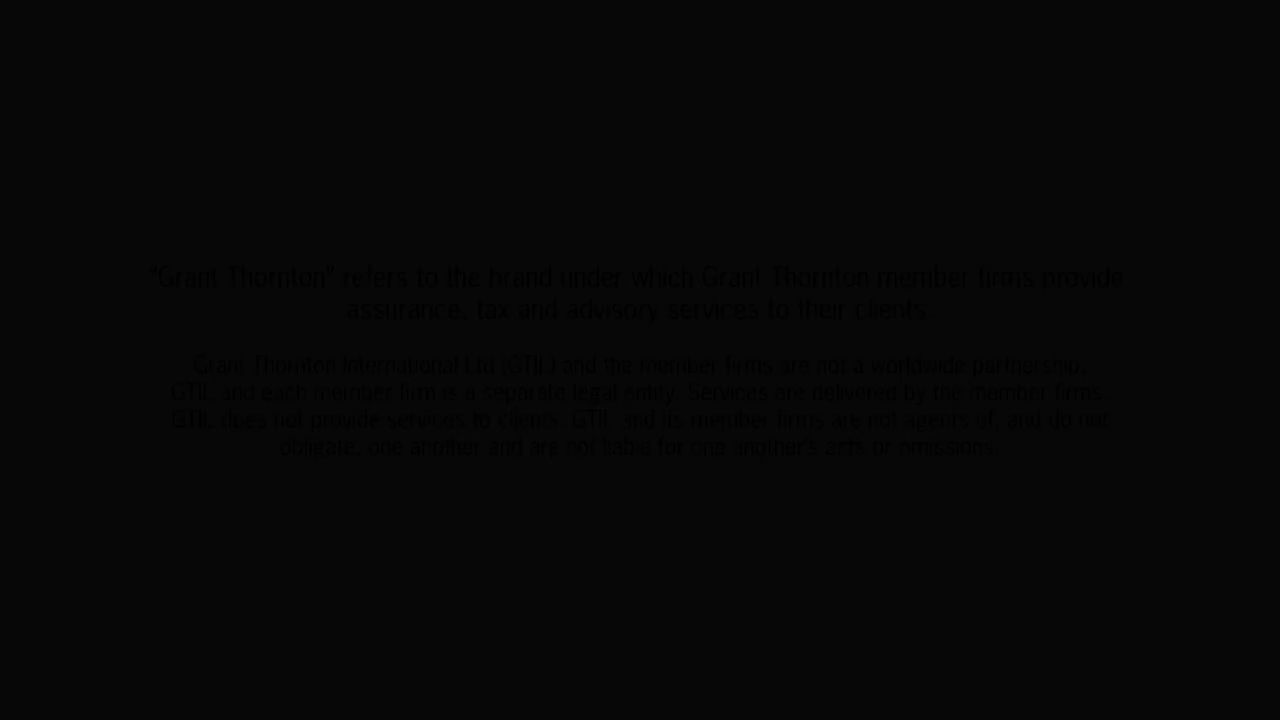 "Grant Thornton" refers to the brand under which Grant Thornton member firms provide
assurance, tax and advisory services to their clients.
Grant Thornton International Ltd (GTIL) and the member firms are not a worldwide partnership.
GTIL and each member firm is a separate legal entity. Services are delivered by the member firms.
GTIL does not provide services to clients. GTIL and its member firms are not agents of, and do not
obligate, one another and are not liable for one another's acts or omissions.